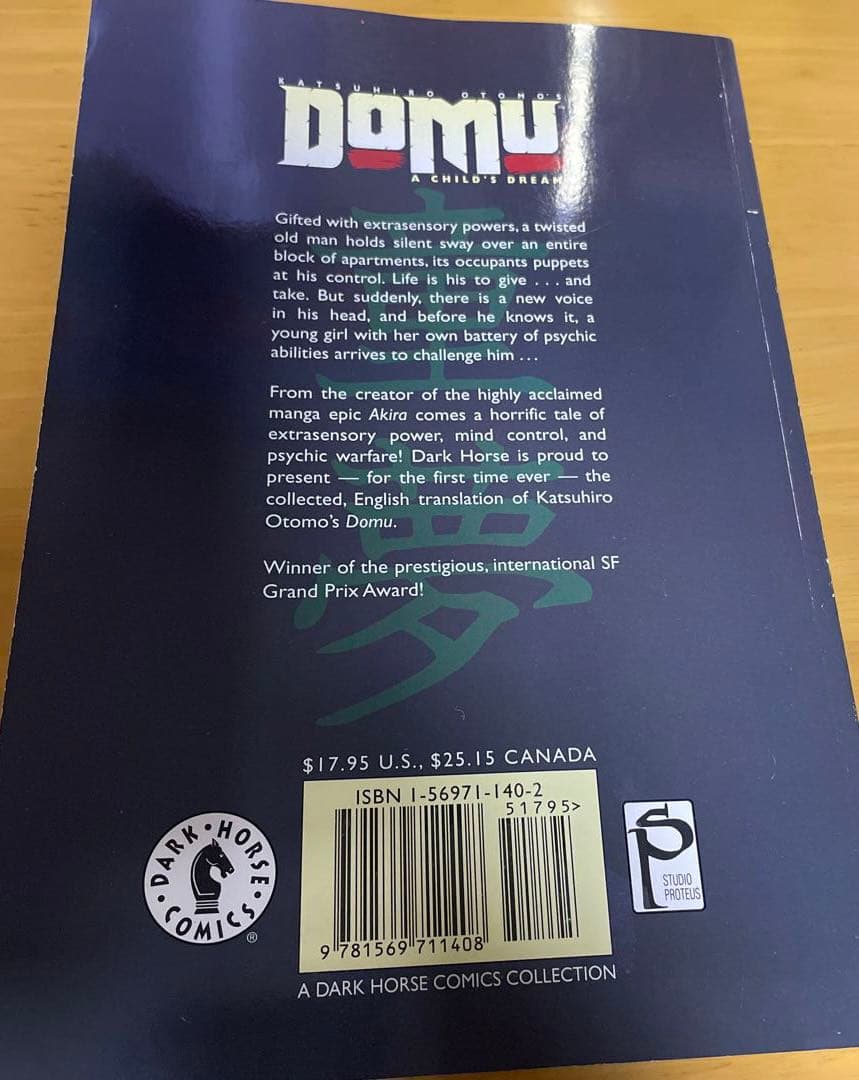 KATSUHIRO OTOMO'S
DOMU
A CHILD'S DREAM
Gifted with extrasensory powers, a twisted
old man holds silent sway over an entire
block of apartments, its occupants puppets
at his control. Life is his to give . . . and
take. But suddenly, there is a new voice
in his head, and before he knows it, a
young girl with her own battery of psychic
abilities arrives to challenge him . . .
From the creator of the highly acclaimed
manga epic Akira comes a horrific tale of
extrasensory power, mind control, and
psychic warfare! Dark Horse is proud to
present — for the first time ever — the
collected, English translation of Katsuhiro
Otomo's Domu.
Winner of the prestigious, international SF
Grand Prix Award!
童夢
$17.95 U.S., $25.15 CANADA
ISBN 1-56971-140-2
51795>
9 781569 711408
DARK HORSE COMICS
®
SP
STUDIO
PROTEUS
A DARK HORSE COMICS COLLECTION